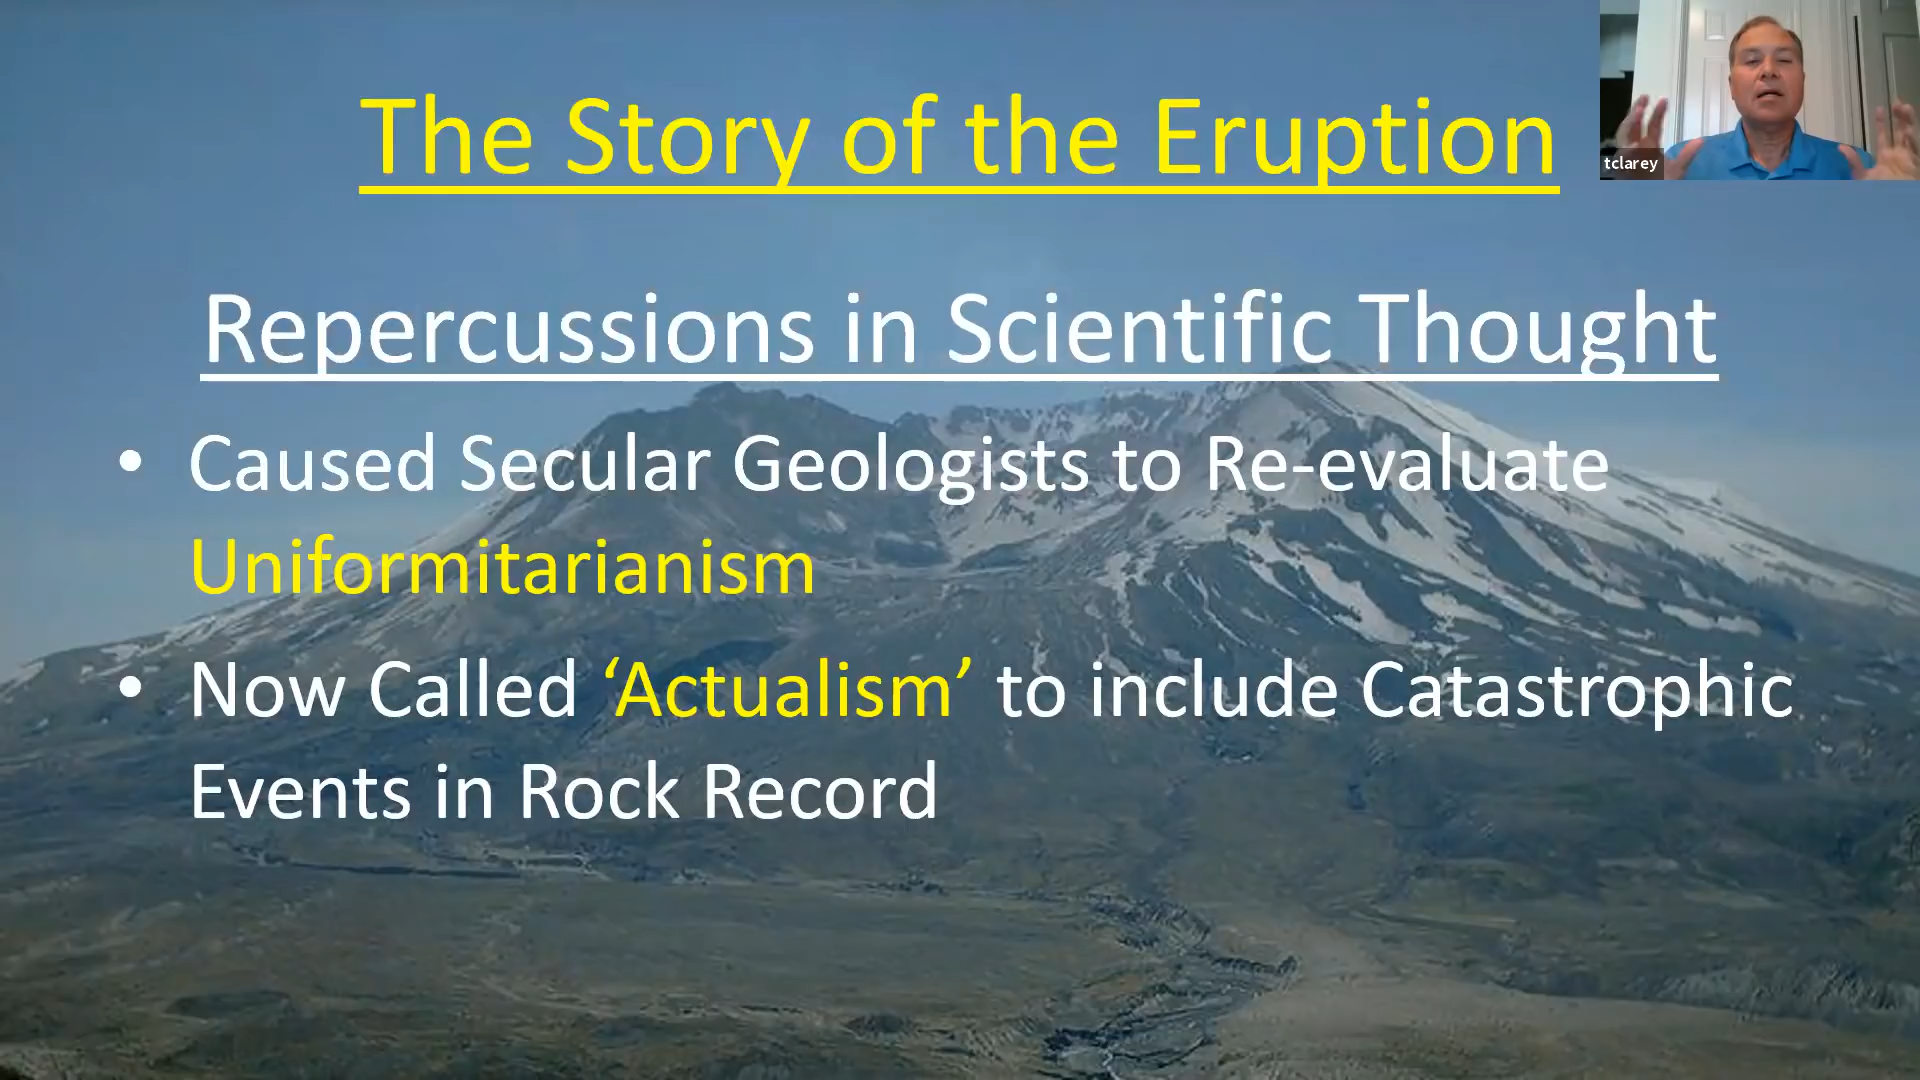 The Story of the Eruption
tclarey
Repercussions in Scientific Thought
• Caused Secular Geologists to Re-evaluate
Uniformitarianism
• Now Called ‘Actualism’ to include Catastrophic
Events in Rock Record